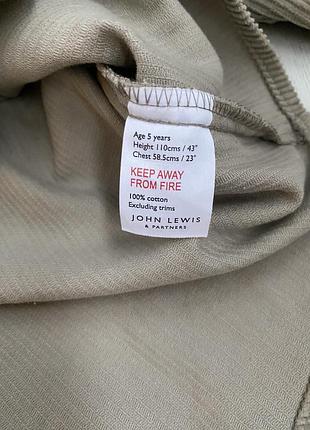 Age 5 years
Height 110cms / 43"
Chest 58.5cms / 23"
KEEP AWAY
FROM FIRE
100% cotton
Excluding trims
JOHN LEWIS
& PARTNERS